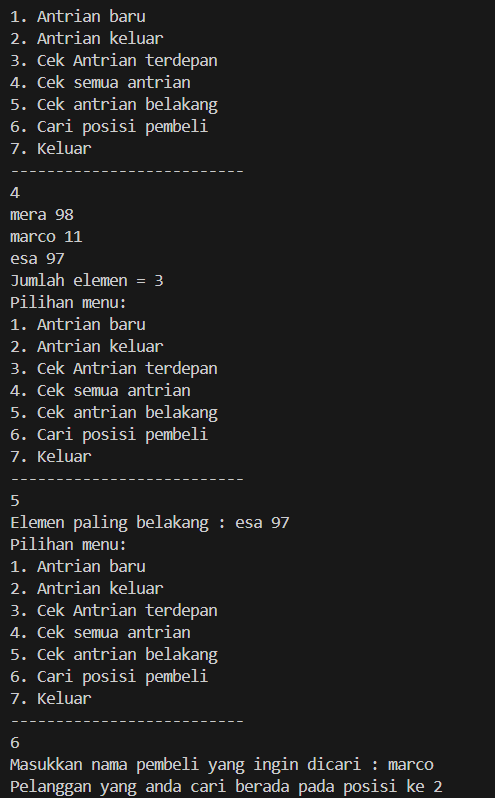 1. Antrian baru
2. Antrian keluar
3. Cek Antrian terdepan
4. Cek semua antrian
5. Cek antrian belakang
6. Cari posisi pembeli
7. Keluar
--------------------------
4
mera 98
marco 11
esa 97
Jumlah elemen = 3
Pilihan menu:
1. Antrian baru
2. Antrian keluar
3. Cek Antrian terdepan
4. Cek semua antrian
5. Cek antrian belakang
6. Cari posisi pembeli
7. Keluar
--------------------------
5
Elemen paling belakang : esa 97
Pilihan menu:
1. Antrian baru
2. Antrian keluar
3. Cek Antrian terdepan
4. Cek semua antrian
5. Cek antrian belakang
6. Cari posisi pembeli
7. Keluar
--------------------------
6
Masukkan nama pembeli yang ingin dicari : marco
Pelanggan yang anda cari berada pada posisi ke 2